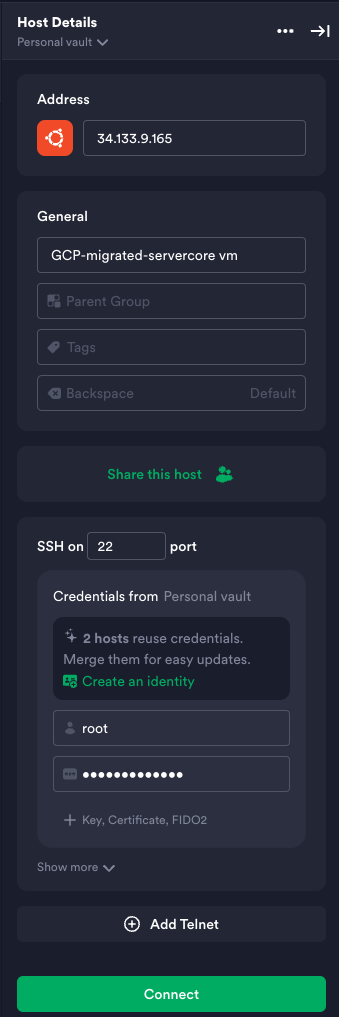 Host Details
Personal vault
Address
34.133.9.165
General
GCP-migrated-servercore vm
Parent Group
Tags
Backspace Default
Share this host
SSH on 22 port
Credentials from Personal vault
2 hosts reuse credentials.
Merge them for easy updates.
Create an identity
root
•••••••••••••
Key, Certificate, FIDO2
Show more
Add Telnet
Connect